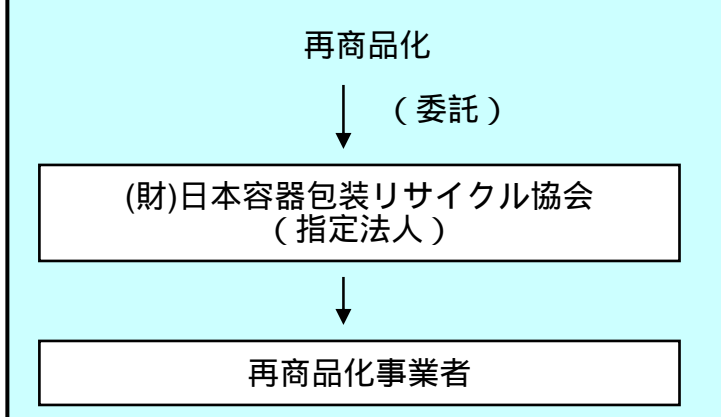 再商品化
（委託）
(財)日本容器包装リサイクル協会
（指定法人）
再商品化事業者